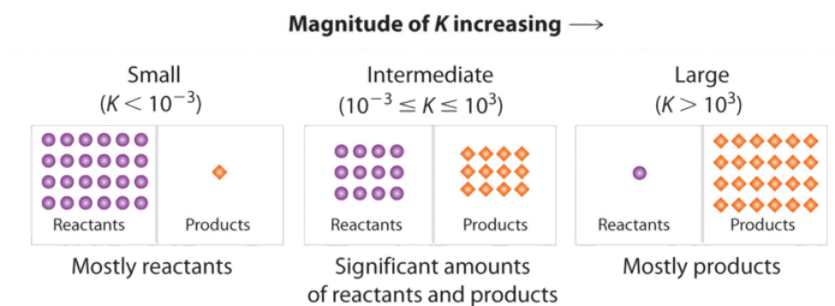 Magnitude of K increasing →
Small
(K < 10⁻³)
Intermediate
(10⁻³ ≤ K ≤ 10³)
Large
(K > 10³)
Reactants
Products
Reactants
Products
Reactants
Products
Mostly reactants
Significant amounts
of reactants and products
Mostly products